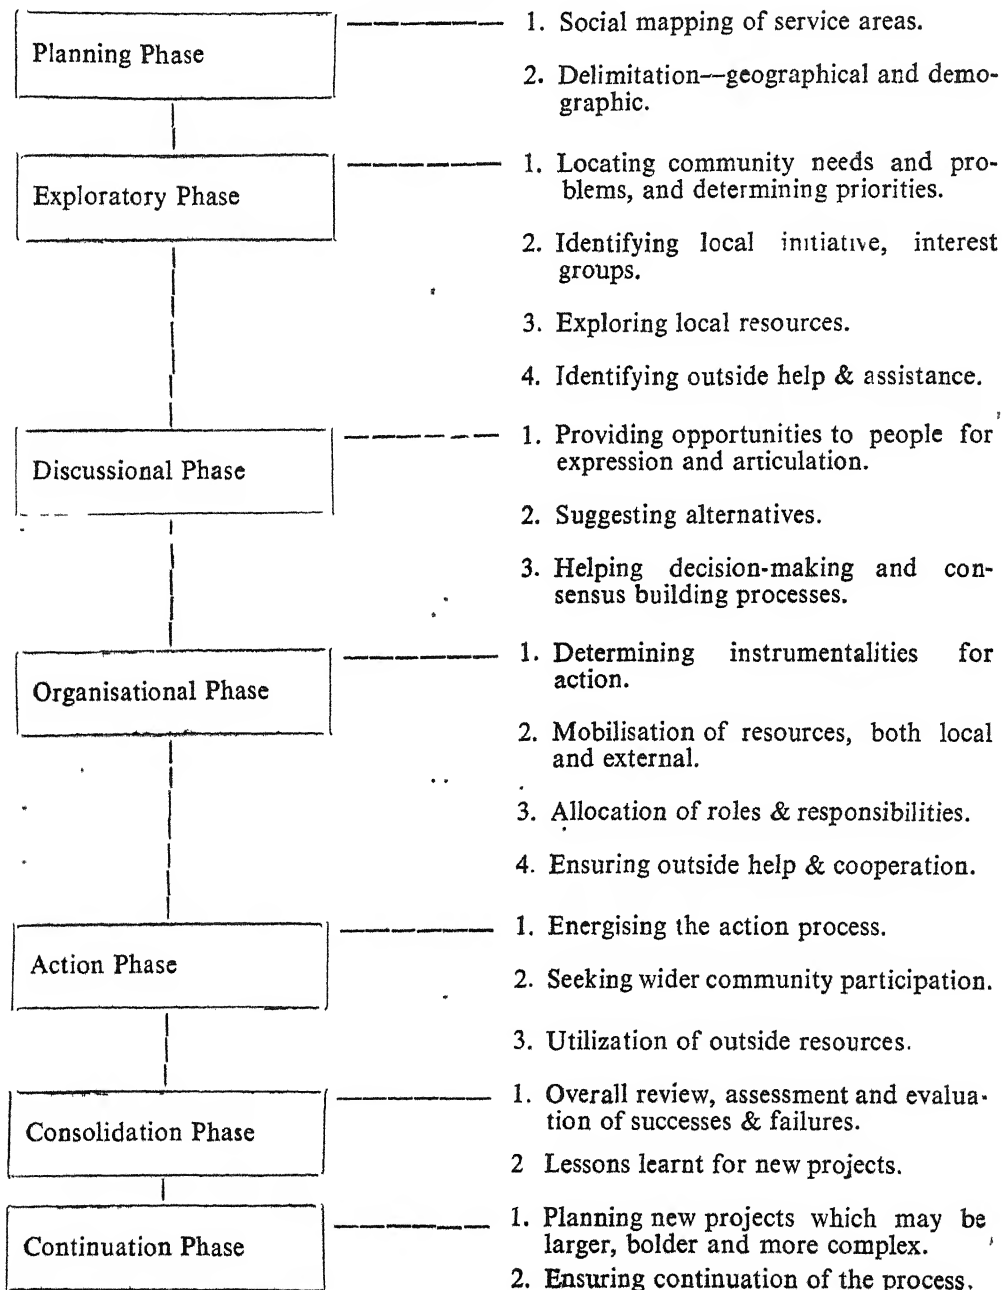 Planning Phase
1. Social mapping of service areas.
2. Delimitation—geographical and demo-
graphic.
Exploratory Phase
1. Locating community needs and pro-
blems, and determining priorities.
2. Identifying local initiative, interest
groups.
3. Exploring local resources.
4. Identifying outside help & assistance.
Discussional Phase
1. Providing opportunities to people for
expression and articulation.
2. Suggesting alternatives.
3. Helping decision-making and con-
sensus building processes.
Organisational Phase
1. Determining instrumentalities for
action.
2. Mobilisation of resources, both local
and external.
3. Allocation of roles & responsibilities.
4. Ensuring outside help & cooperation.
Action Phase
1. Energising the action process.
2. Seeking wider community participation.
3. Utilization of outside resources.
Consolidation Phase
1. Overall review, assessment and evalua-
tion of successes & failures.
2 Lessons learnt for new projects.
Continuation Phase
1. Planning new projects which may be
larger, bolder and more complex.
2. Ensuring continuation of the process.